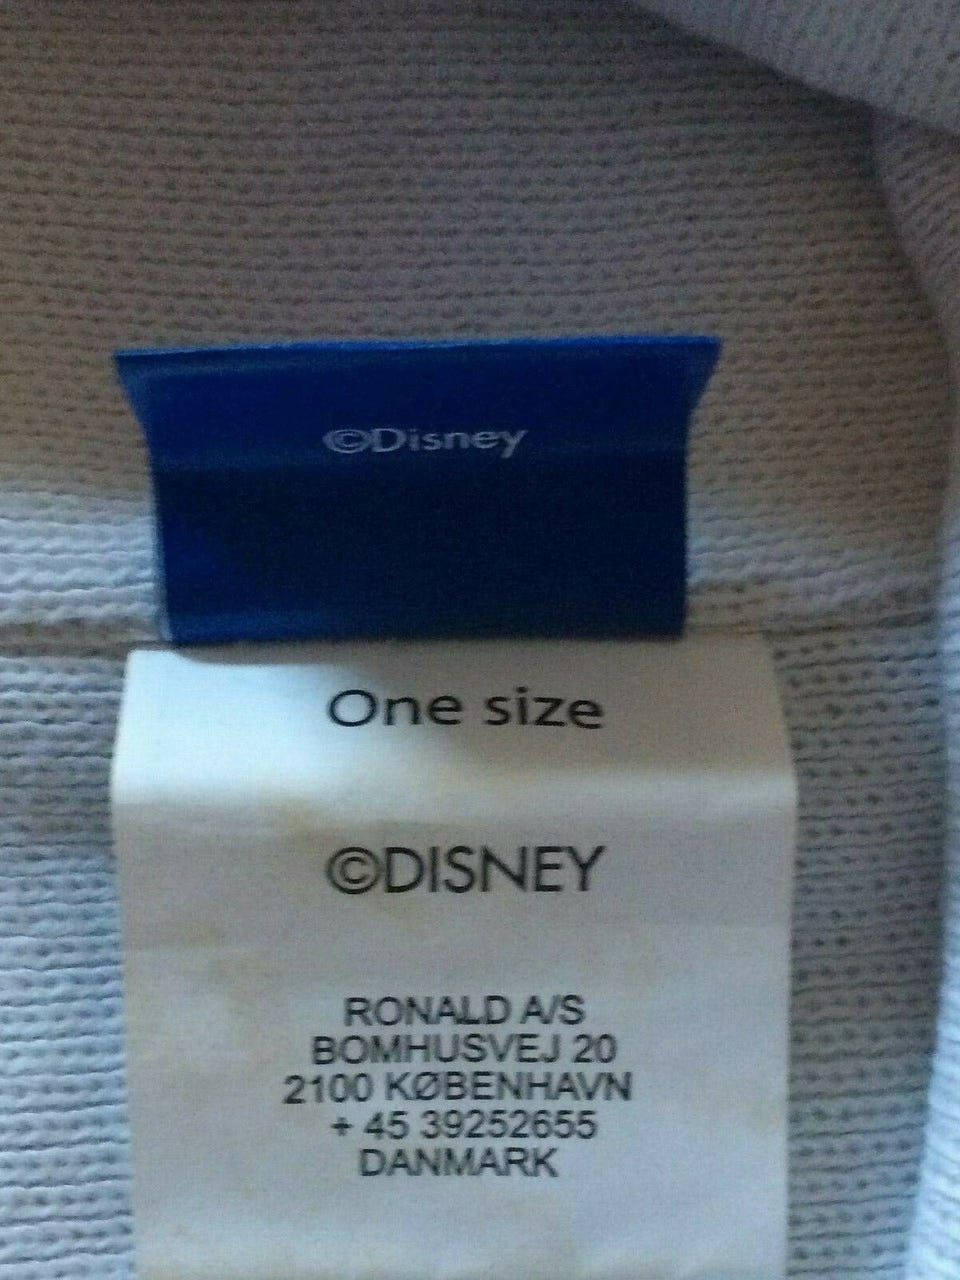 ©Disney
One size
©DISNEY
RONALD A/S
BOMHUSVEJ 20
2100 KØBENHAVN
+ 45 39252655
DANMARK